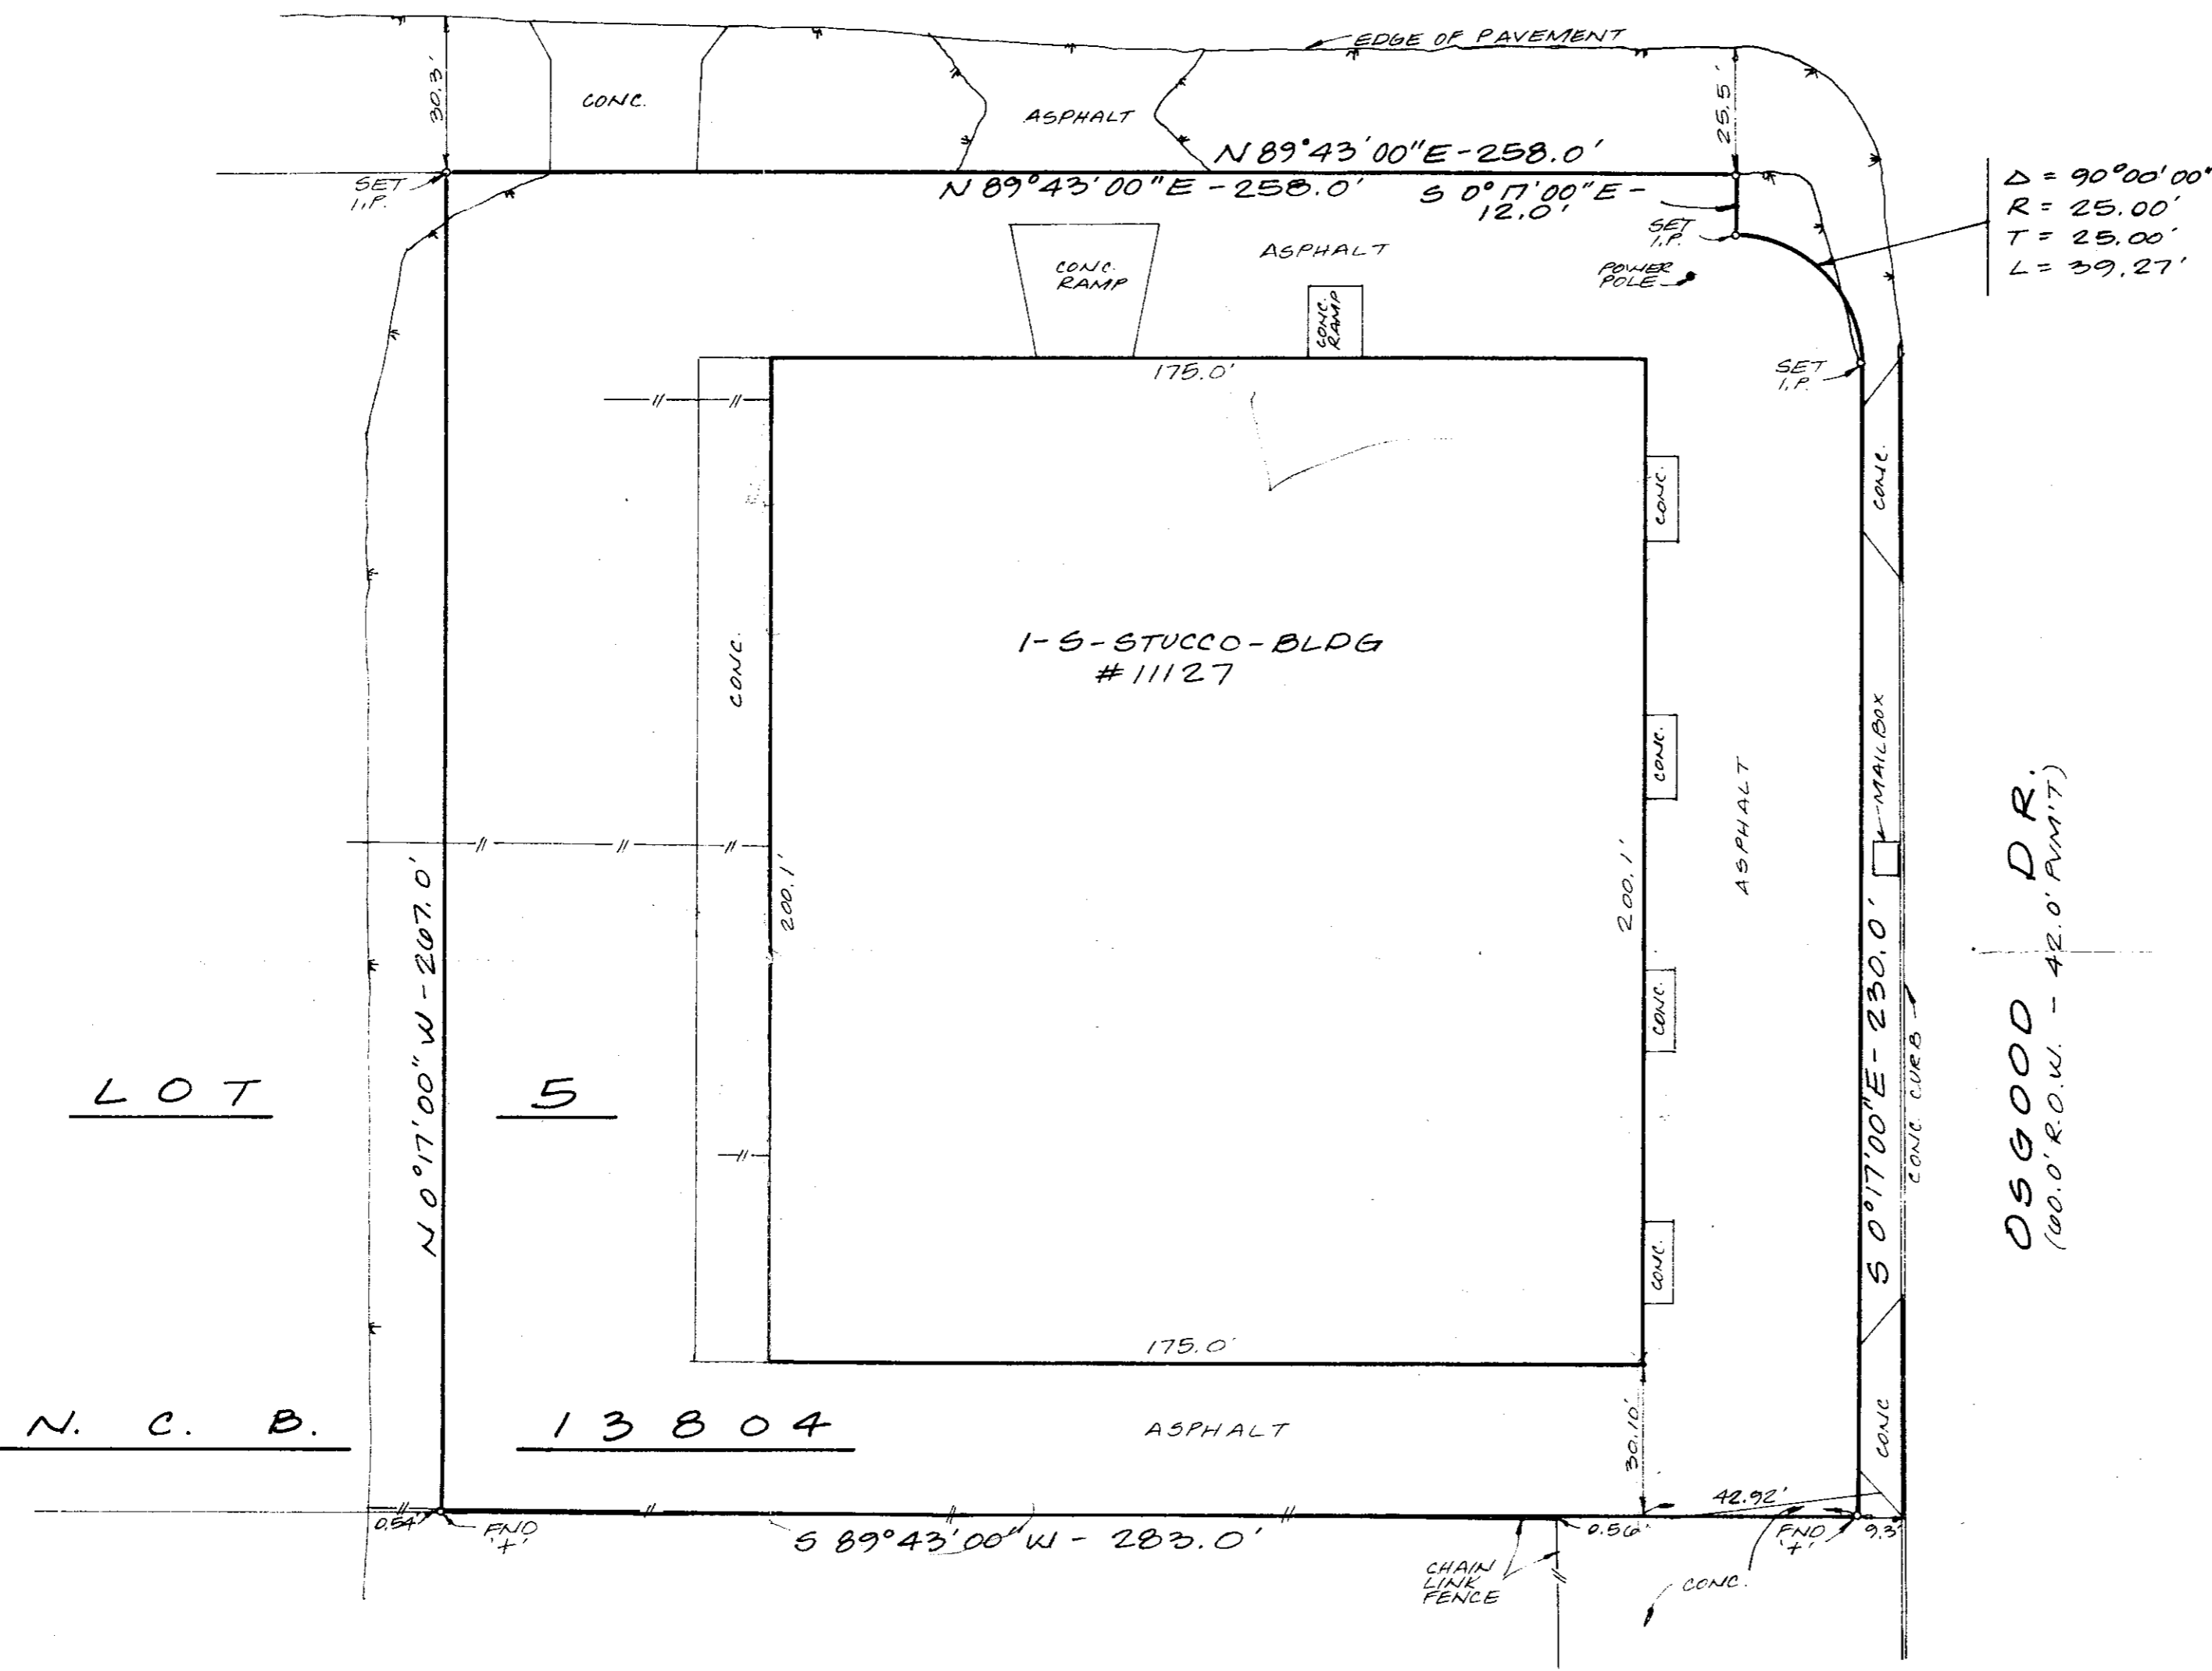 EDGE OF PAVEMENT
30.3'
CONC.
ASPHALT
25.5'
N 89°43'00"E-258.0'
SET
I.P.
N 89°43'00"E - 258.0'
S 0°17'00"E -
12.0'
Δ = 90°00'00"
R = 25.00'
T = 25.00'
L = 39.27'
SET
I.P.
CONC.
RAMP
ASPHALT
POWER
POLE
CONC.
RAMP
SET
I.P.
175.0'
CONC.
CONC.
1-S-STUCCO-BLDG
#11127
CONC.
CONC.
MAILBOX
ASPHALT
200.1'
200.1'
N 0°17'00" W - 267.0'
S 0°17'00"E - 230.0'
OSGOOD DR.
(60.0' R.O.W. - 42.0' PVM'T)
CONC.
CONC. CURB
LOT 5
CONC.
175.0'
N. C. B. 13804
ASPHALT
30.10'
CONC
42.92'
0.54'
FND
'+'
S 89°43'00" W - 283.0'
0.56'
FND
'+'
9.3'
CHAIN
LINK
FENCE
CONC.